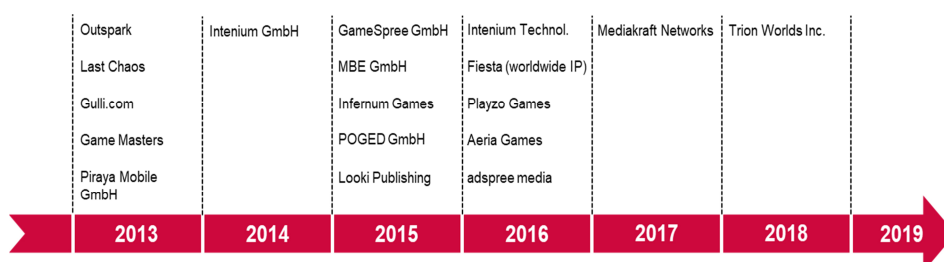 Outspark
Last Chaos
Gulli.com
Game Masters
Piraya Mobile
GmbH
Intenium GmbH
GameSpree GmbH
MBE GmbH
Infernum Games
POGED GmbH
Looki Publishing
Intenium Technol.
Fiesta (worldwide IP)
Playzo Games
Aeria Games
adspree media
Mediakraft Networks
Trion Worlds Inc.
2013
2014
2015
2016
2017
2018
2019